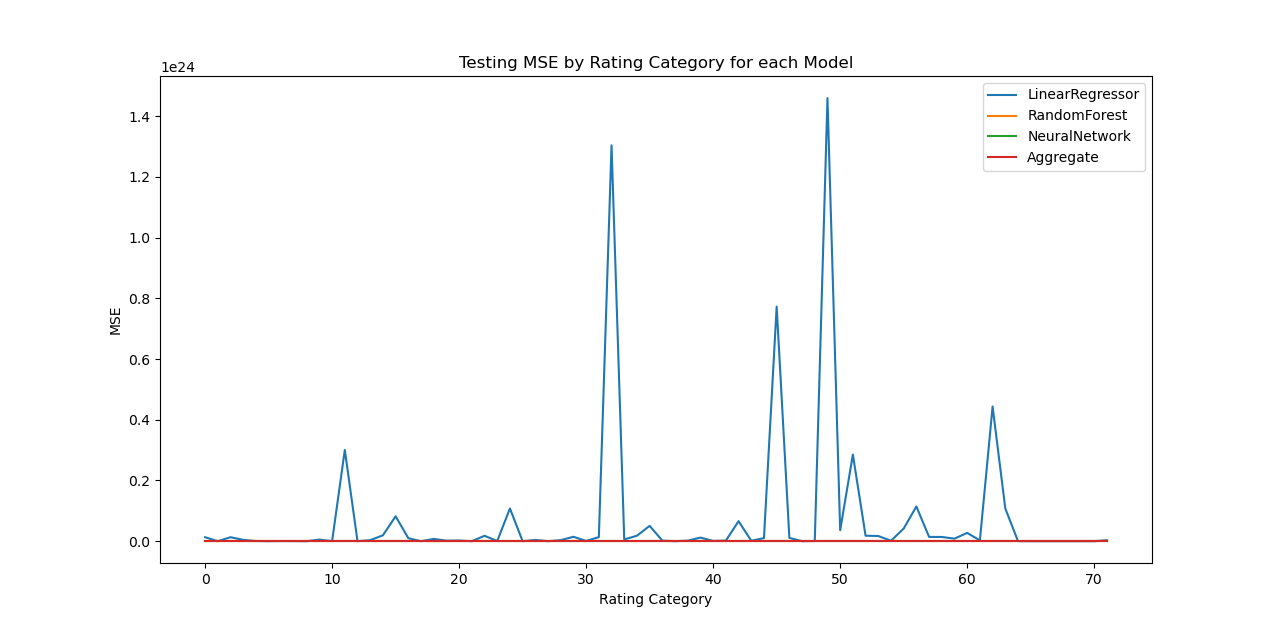 Testing MSE by Rating Category for each Model
1e24
LinearRegressor
RandomForest
NeuralNetwork
Aggregate
1.4
1.2
1.0
0.8
0.6
0.4
0.2
0.0
MSE
0 10 20 30 40 50 60 70
Rating Category